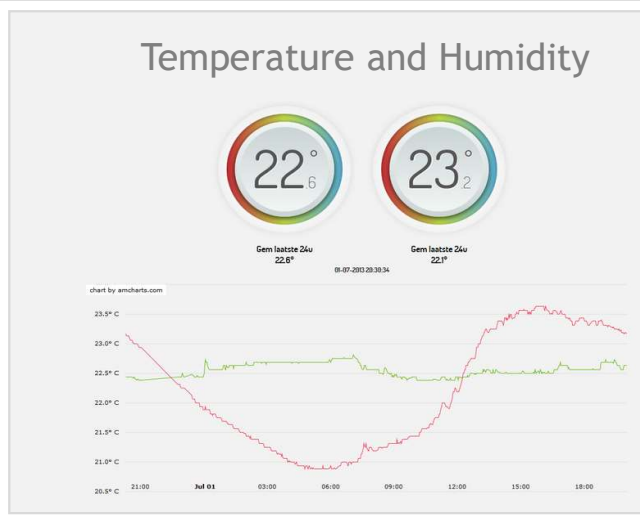 Temperature and Humidity
22°.6
23°.2
Gem laatste 24u
22.6°
Gem laatste 24u
22.1°
01-07-2013 20:30:34
chart by amcharts.com
23.5° C
23.0° C
22.5° C
22.0° C
21.5° C
21.0° C
20.5° C
21:00 Jul 01 03:00 06:00 09:00 12:00 15:00 18:00